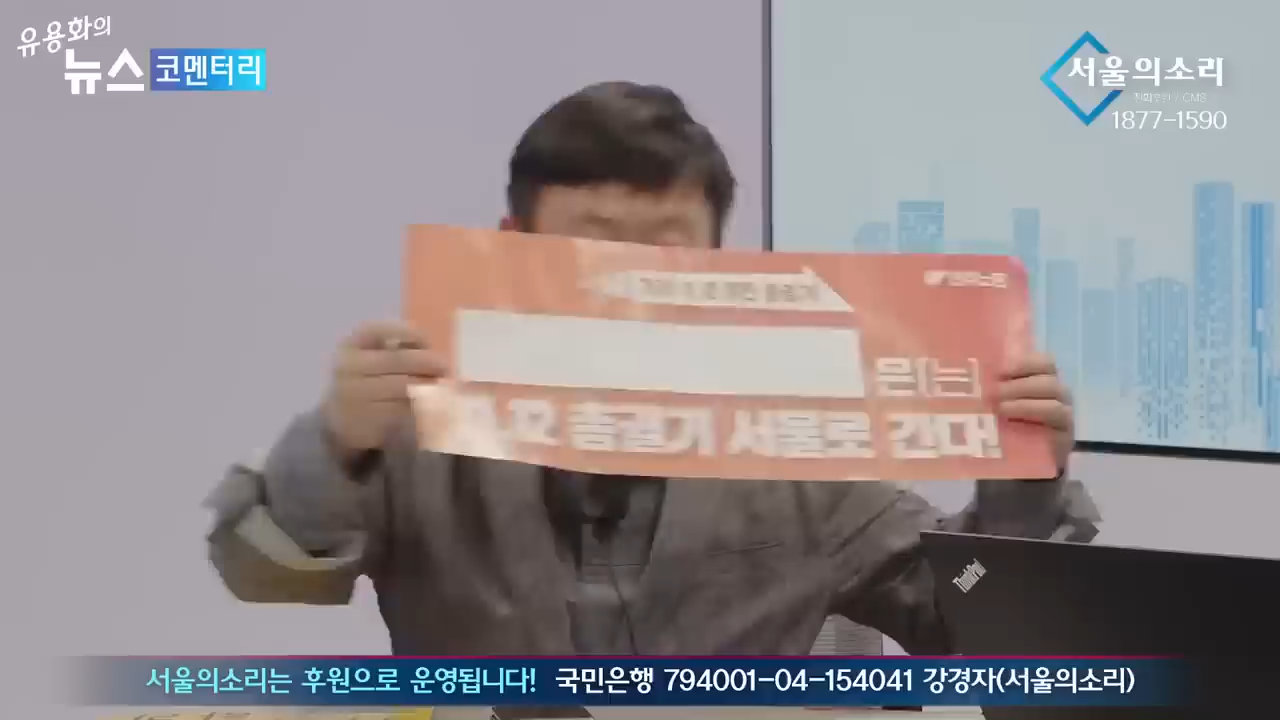 유용화의
뉴스 코멘터리
서울의소리
1877-1590
은(는)
총궐기 서울로 간다!
ThinkPad
서울의소리는 후원으로 운영됩니다! 국민은행 794001-04-154041 강경자(서울의소리)